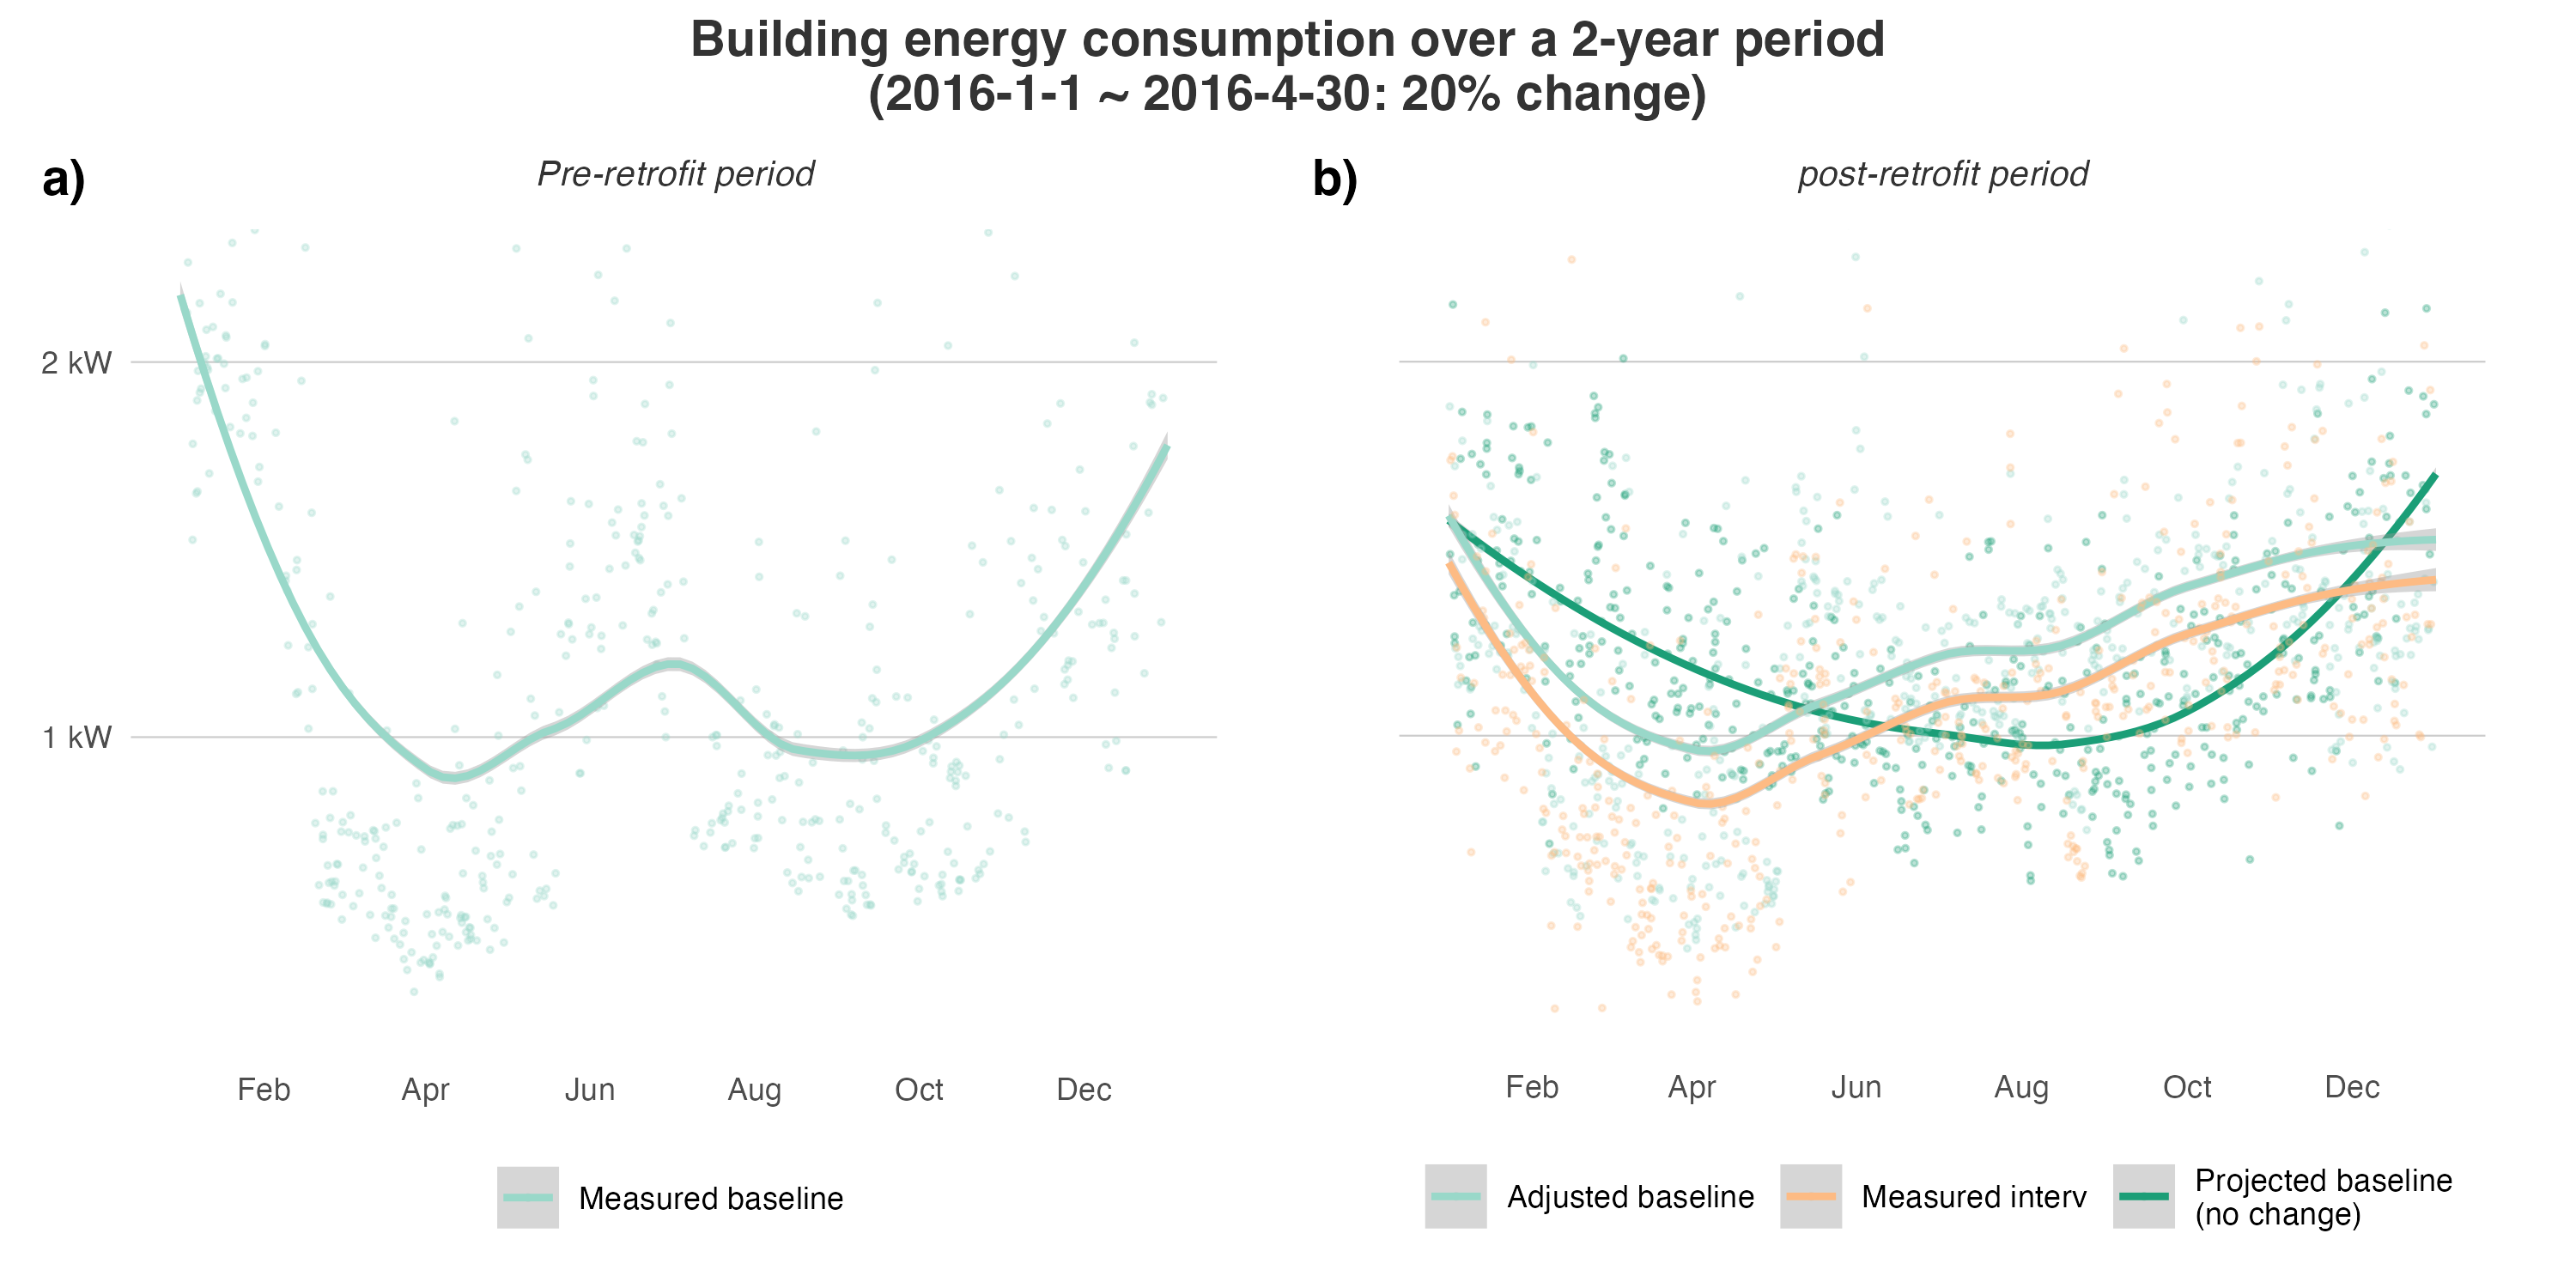 Building energy consumption over a 2-year period
(2016-1-1 ~ 2016-4-30: 20% change)
a)
Pre-retrofit period
2 kW
1 kW
Feb Apr Jun Aug Oct Dec
Measured baseline
b)
post-retrofit period
Feb Apr Jun Aug Oct Dec
Adjusted baseline
Measured interv
Projected baseline
(no change)